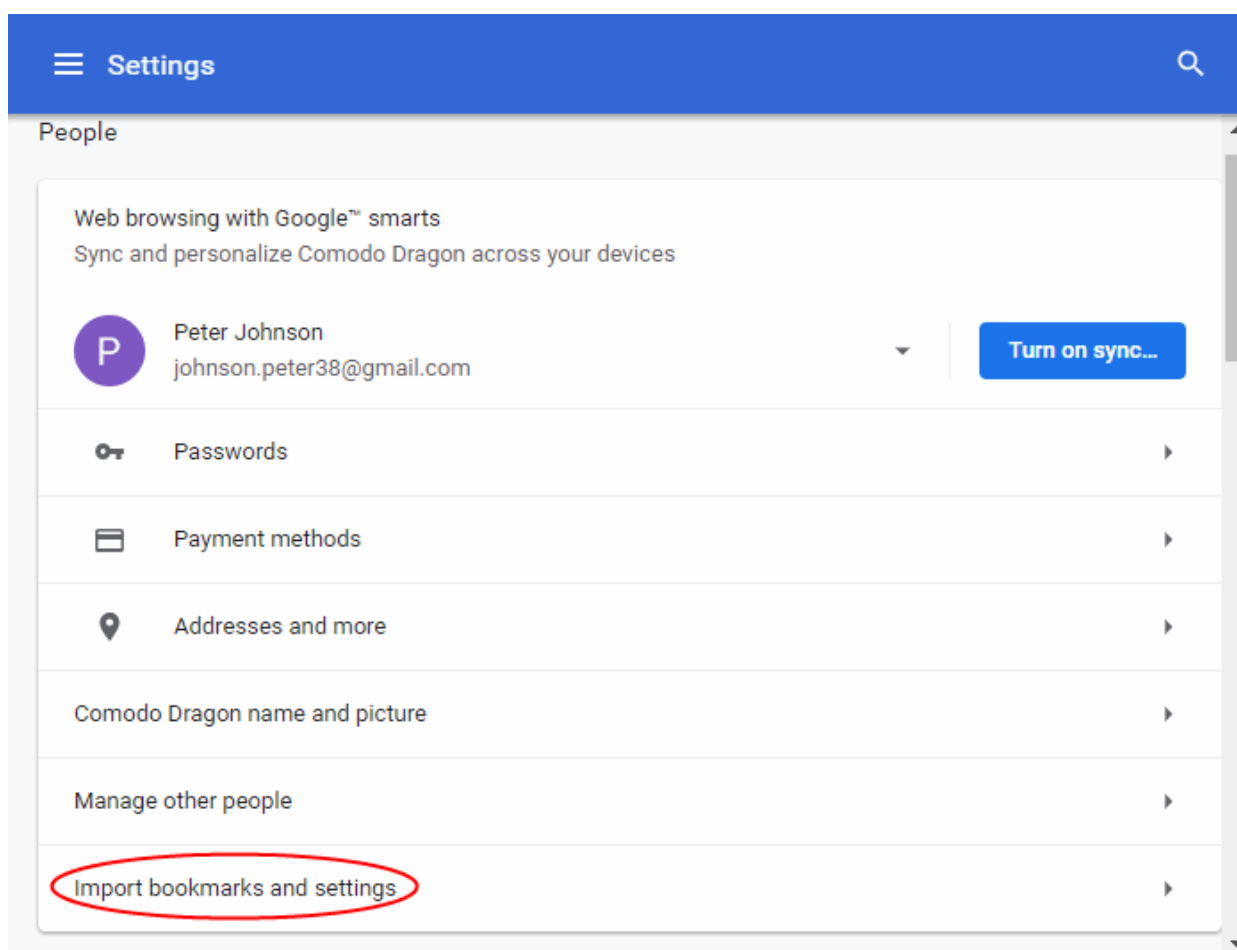 Settings
People
Web browsing with Google™ smarts
Sync and personalize Comodo Dragon across your devices
P
Peter Johnson
johnson.peter38@gmail.com
Turn on sync...
Passwords
Payment methods
Addresses and more
Comodo Dragon name and picture
Manage other people
Import bookmarks and settings